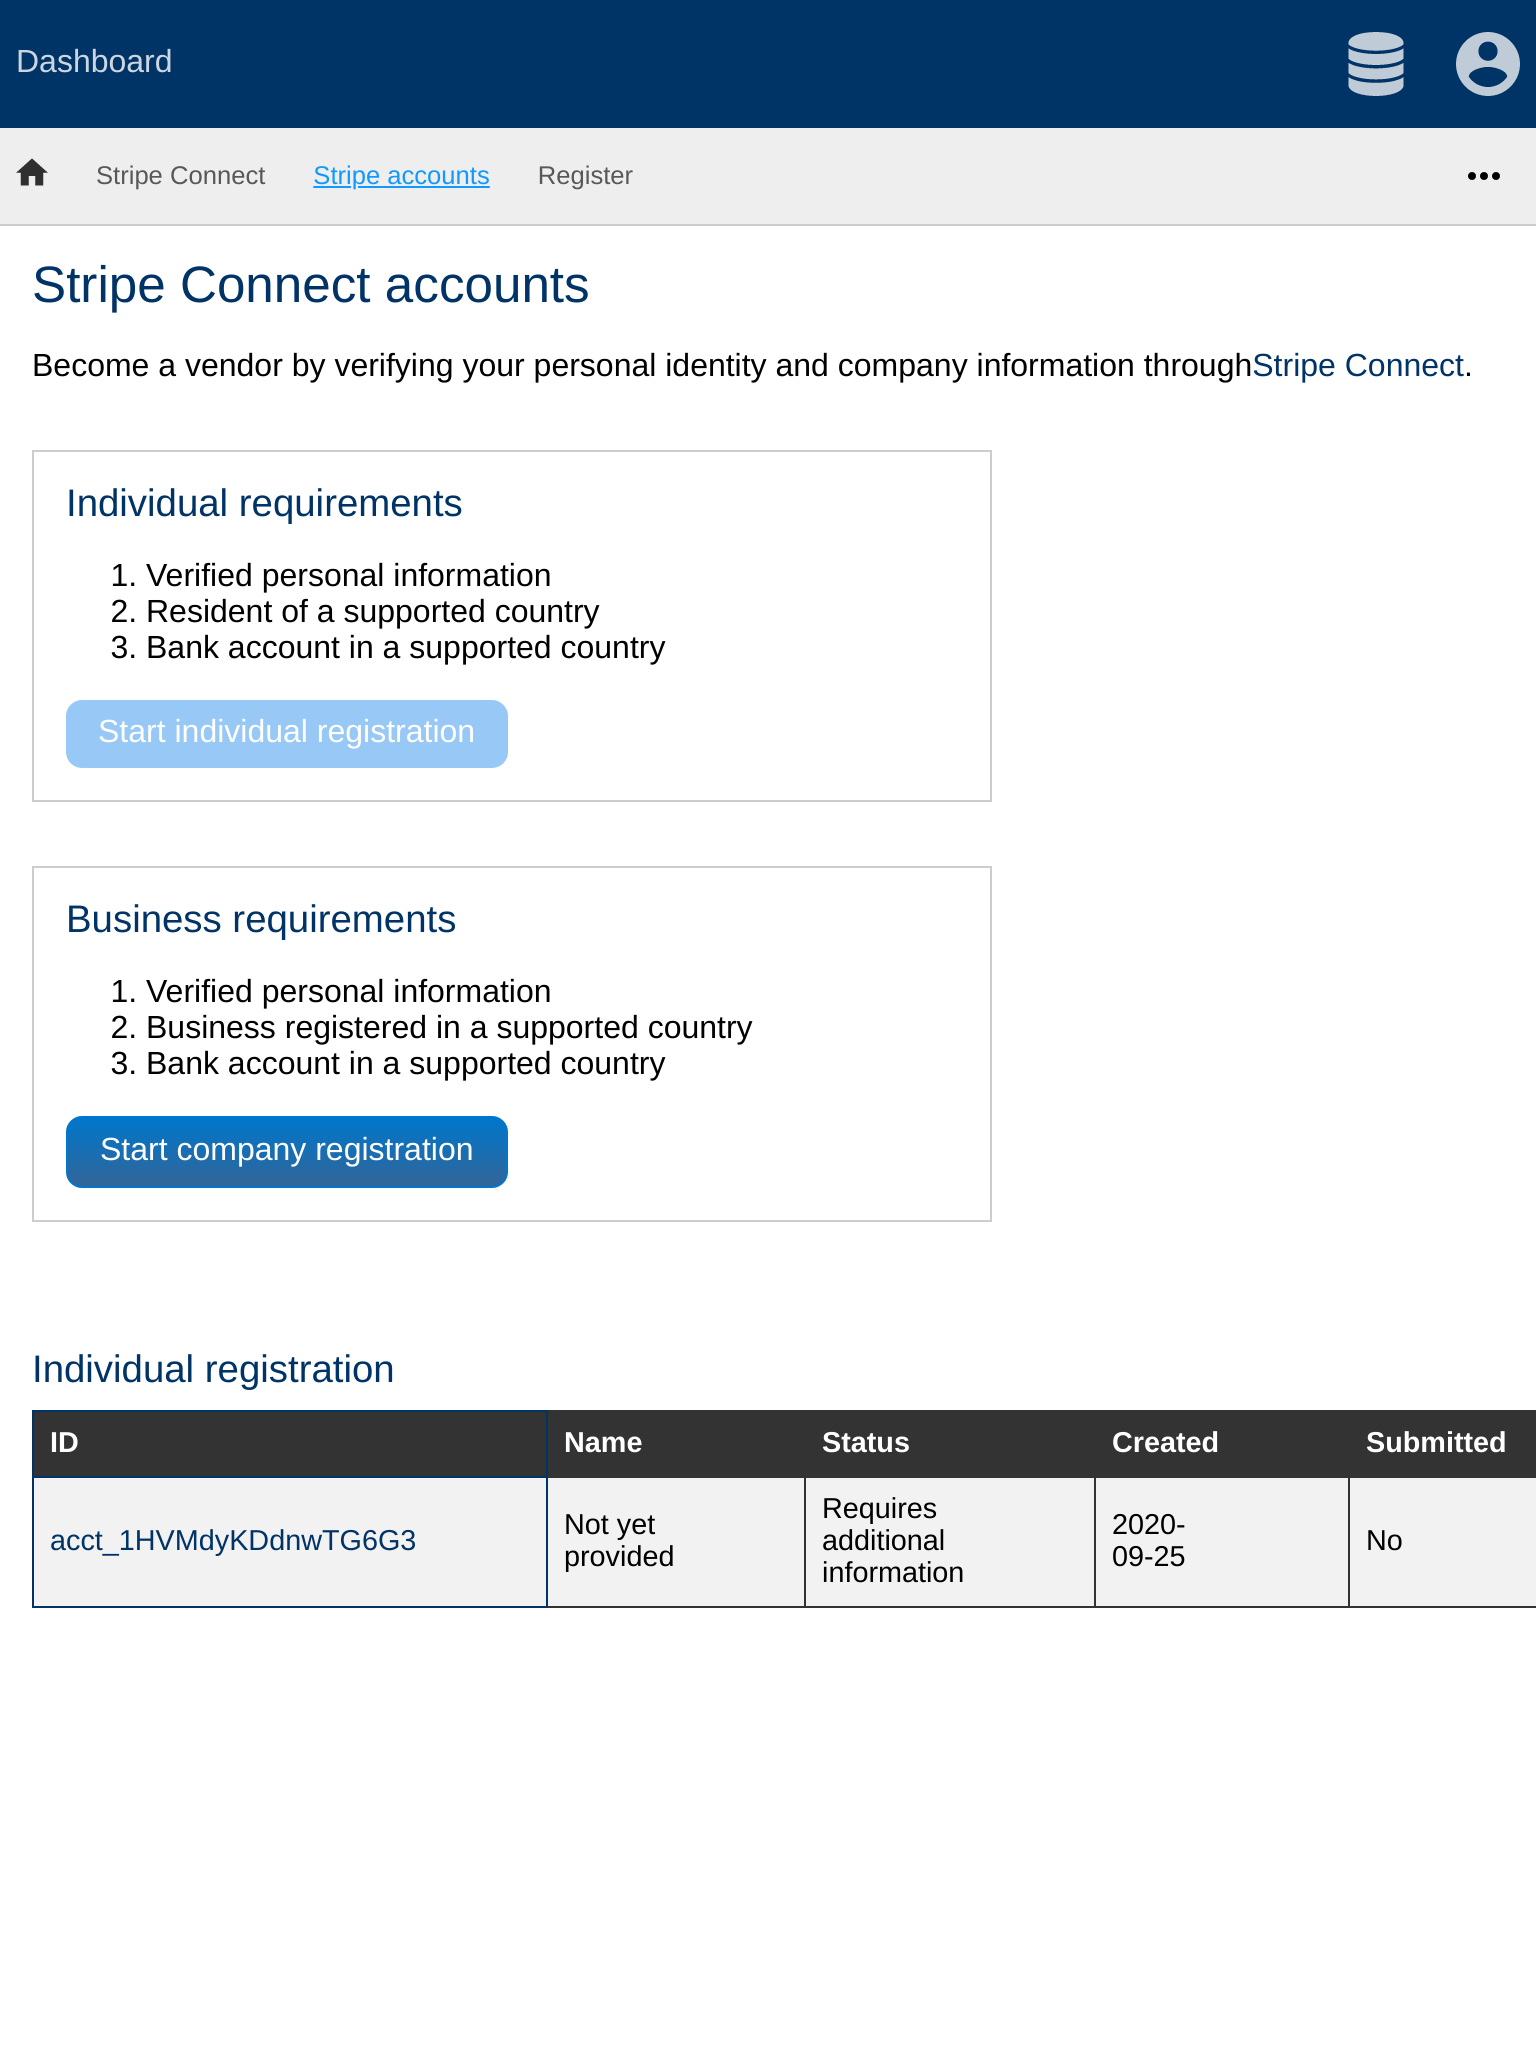 Dashboard
Stripe Connect Stripe accounts Register
Stripe Connect accounts
Become a vendor by verifying your personal identity and company information throughStripe Connect.
Individual requirements
1. Verified personal information
2. Resident of a supported country
3. Bank account in a supported country
Start individual registration
Business requirements
1. Verified personal information
2. Business registered in a supported country
3. Bank account in a supported country
Start company registration
Individual registration
ID Name Status Created Submitted
acct_1HVMdyKDdnwTG6G3
Not yet
provided
Requires
additional
information
2020-
09-25
No